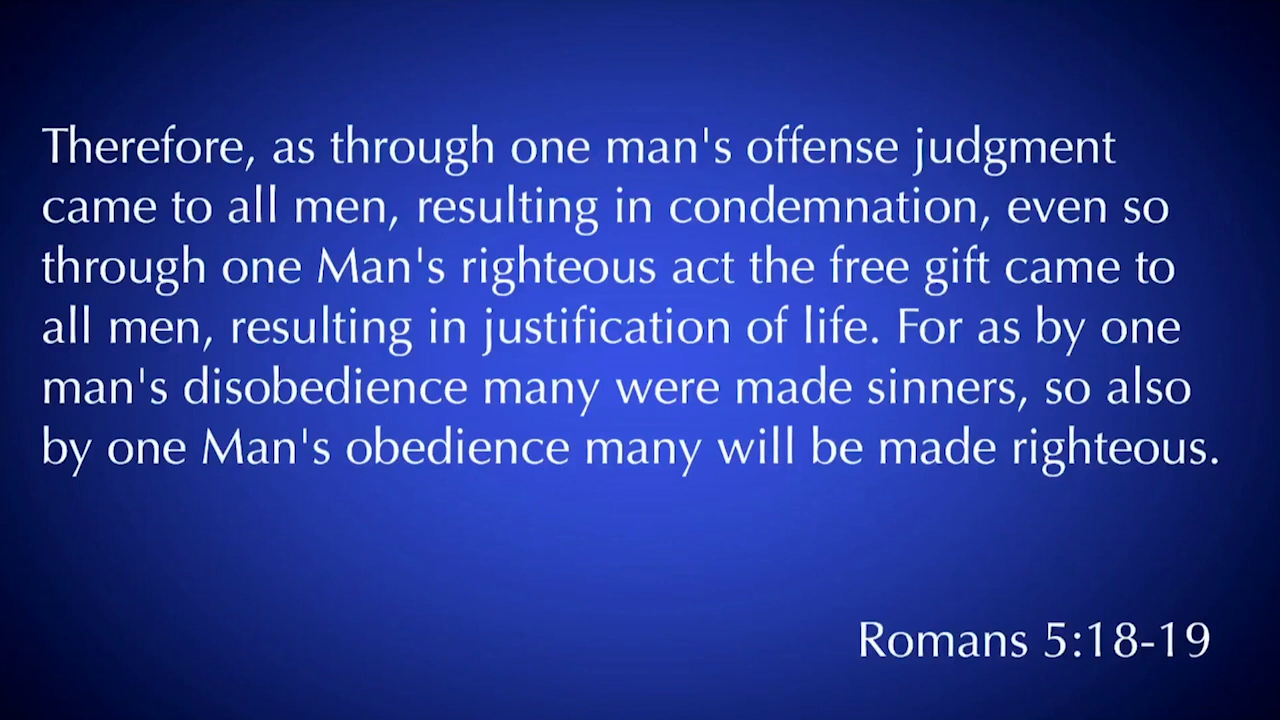 Therefore, as through one man's offense judgment
came to all men, resulting in condemnation, even so
through one Man's righteous act the free gift came to
all men, resulting in justification of life. For as by one
man's disobedience many were made sinners, so also
by one Man's obedience many will be made righteous.
Romans 5:18-19